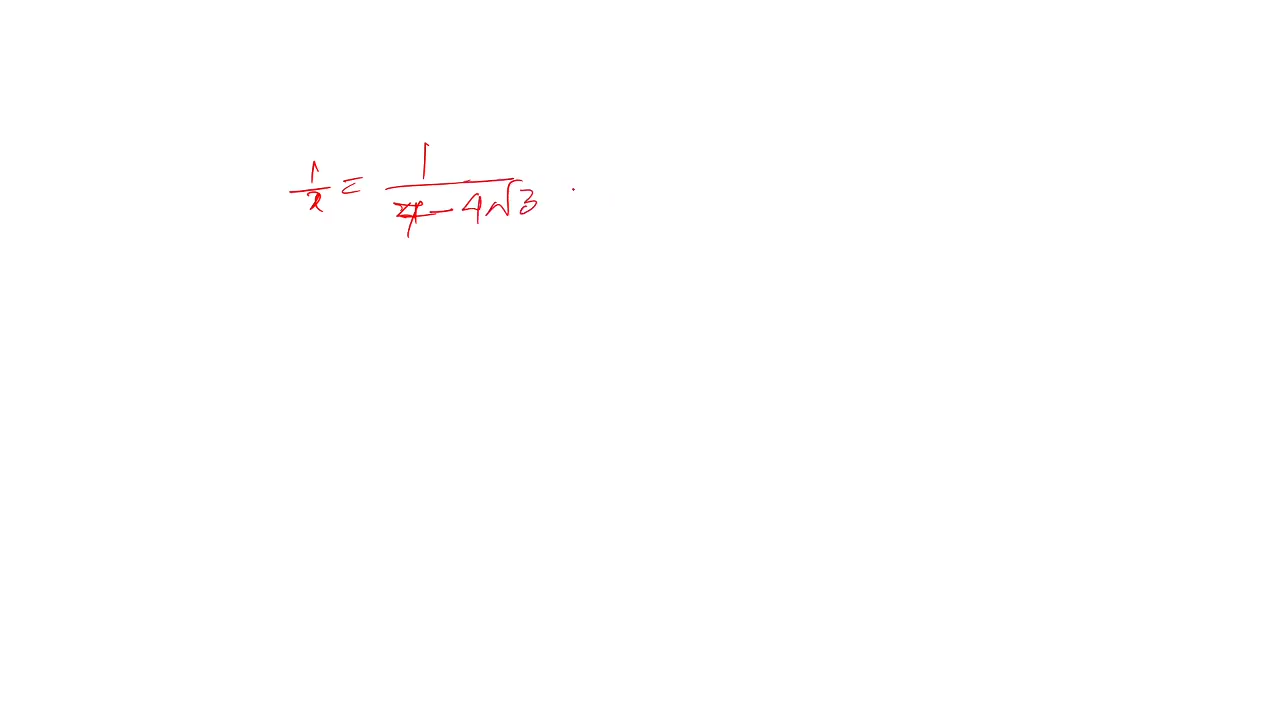 1/x = 1/(7 - 4√3)